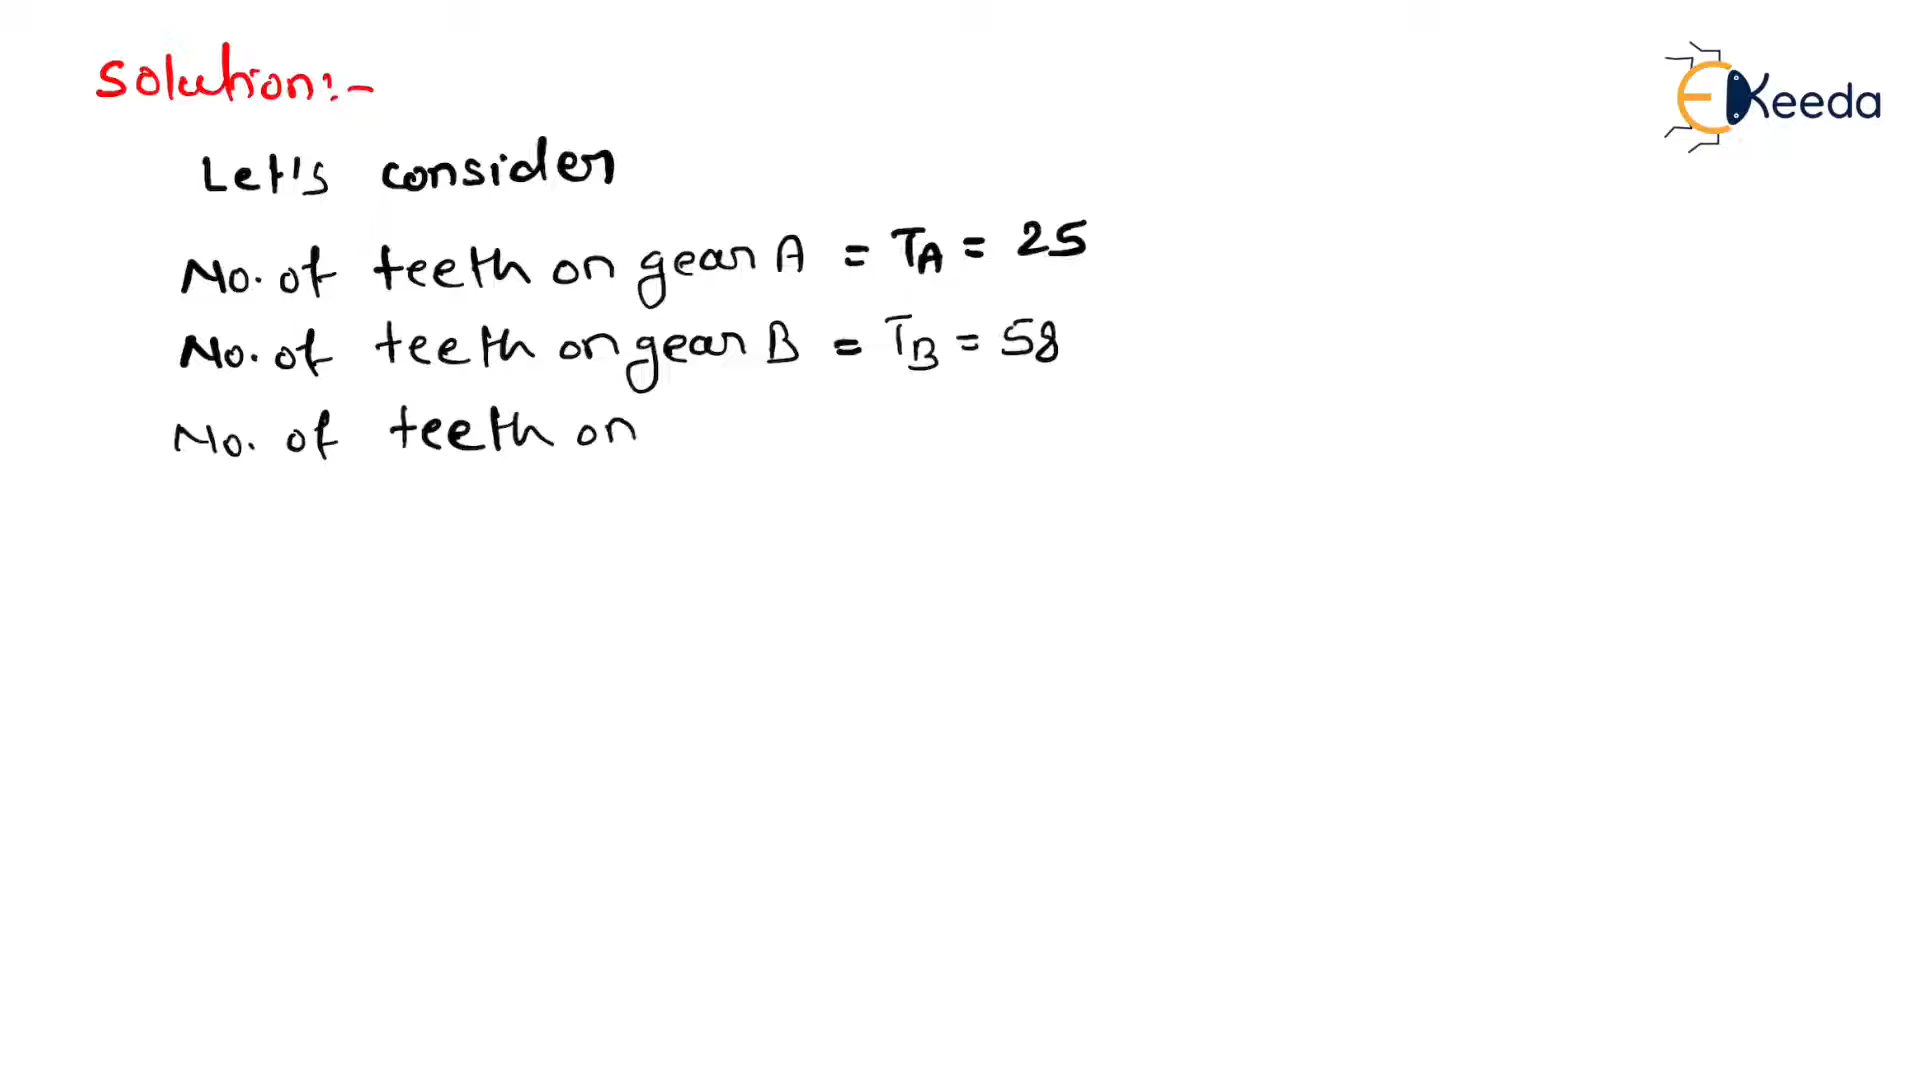 Solution:-
EKeeda
Let's consider
No. of teeth on gear A = TA = 25
No. of teeth on gear B = TB = 58
No. of teeth on